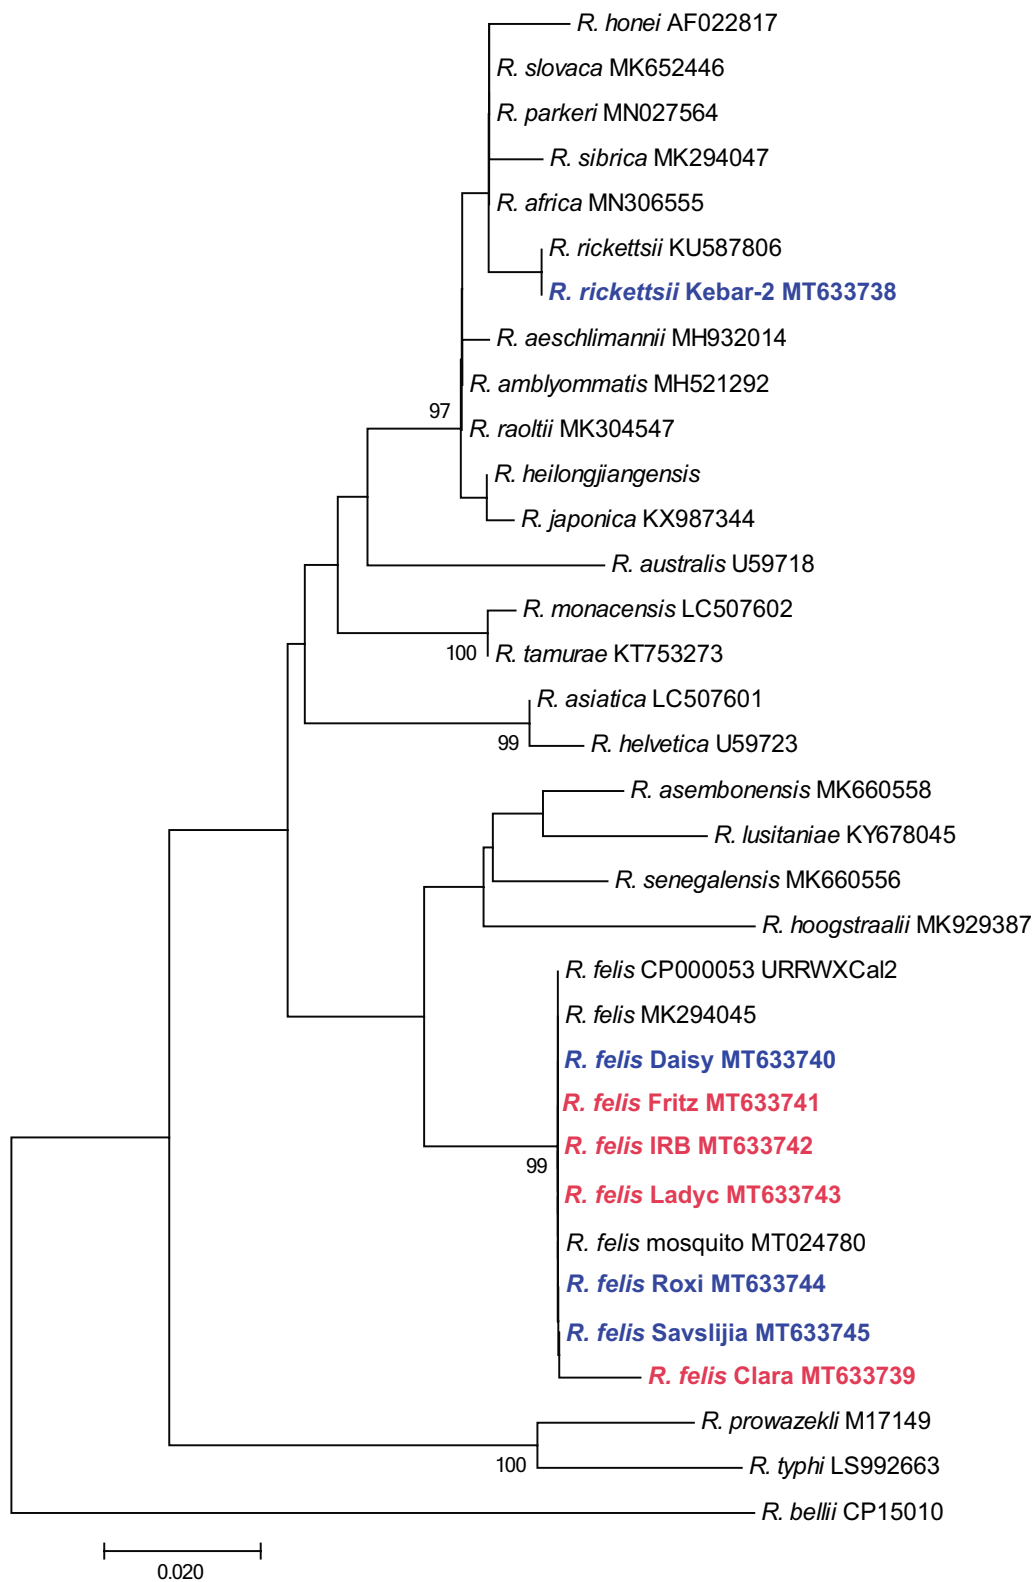 R. honei AF022817
R. slovaca MK652446
R. parkeri MN027564
R. sibrica MK294047
R. africa MN306555
R. rickettsii KU587806
R. rickettsii Kebar-2 MT633738
R. aeschlimannii MH932014
R. amblyommatis MH521292
97
R. raoltii MK304547
R. heilongjiangensis
R. japonica KX987344
R. australis U59718
R. monacensis LC507602
100
R. tamurae KT753273
R. asiatica LC507601
99
R. helvetica U59723
R. asembonensis MK660558
R. lusitaniae KY678045
R. senegalensis MK660556
R. hoogstraalii MK929387
R. felis CP000053 URRWXCal2
R. felis MK294045
R. felis Daisy MT633740
R. felis Fritz MT633741
R. felis IRB MT633742
99
R. felis Ladyc MT633743
R. felis mosquito MT024780
R. felis Roxi MT633744
R. felis Savslijia MT633745
R. felis Clara MT633739
R. prowazekli M17149
100
R. typhi LS992663
R. bellii CP15010
0.020